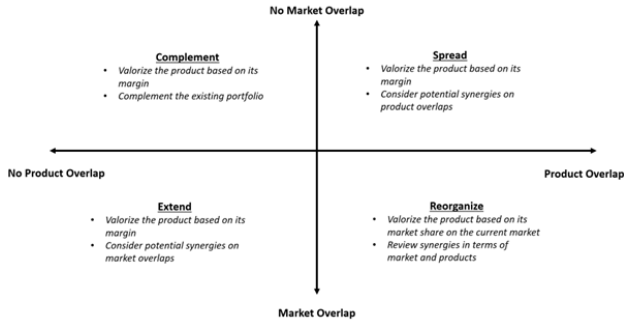 No Market Overlap
Complement
• Valorize the product based on its
margin
• Complement the existing portfolio
Spread
• Valorize the product based on its
margin
• Consider potential synergies on
product overlaps
No Product Overlap
Product Overlap
Extend
• Valorize the product based on its
margin
• Consider potential synergies on
market overlaps
Reorganize
• Valorize the product based on its
market share on the current market
• Review synergies in terms of
market and products
Market Overlap